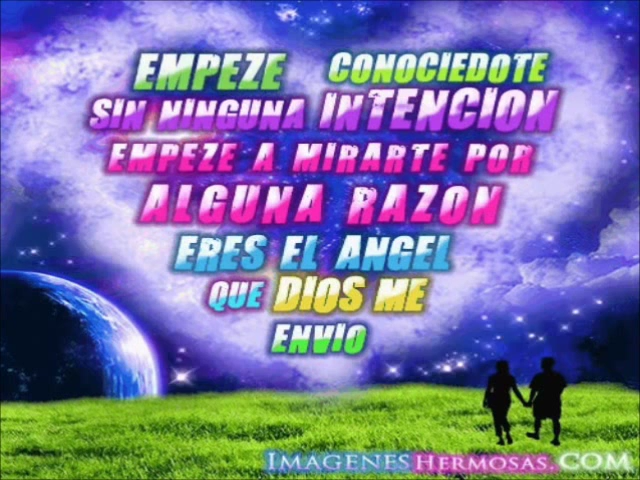 EMPEZE CONOCIEDOTE
SIN NINGUNA INTENCION
EMPEZE A MIRARTE POR
ALGUNA RAZON
ERES EL ANGEL
QUE DIOS ME
ENVIO
IMAGENESHERMOSAS.COM